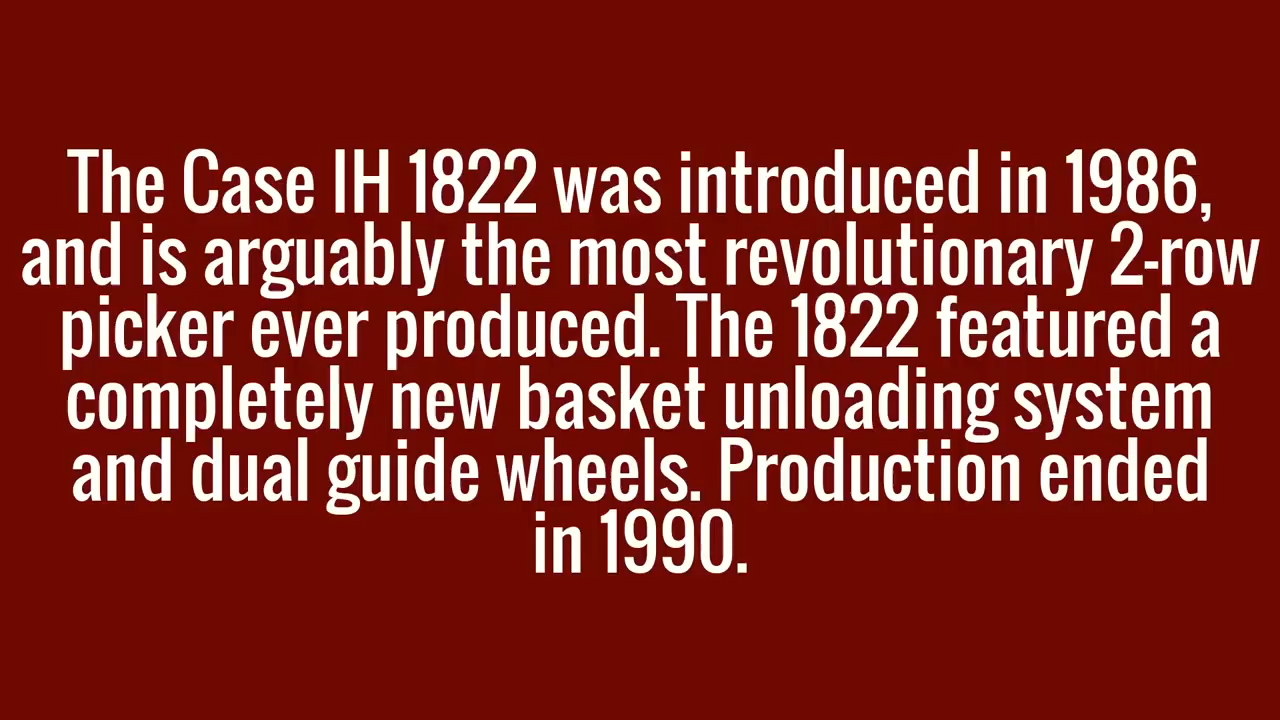 The Case IH 1822 was introduced in 1986,
and is arguably the most revolutionary 2-row
picker ever produced. The 1822 featured a
completely new basket unloading system
and dual guide wheels. Production ended
in 1990.